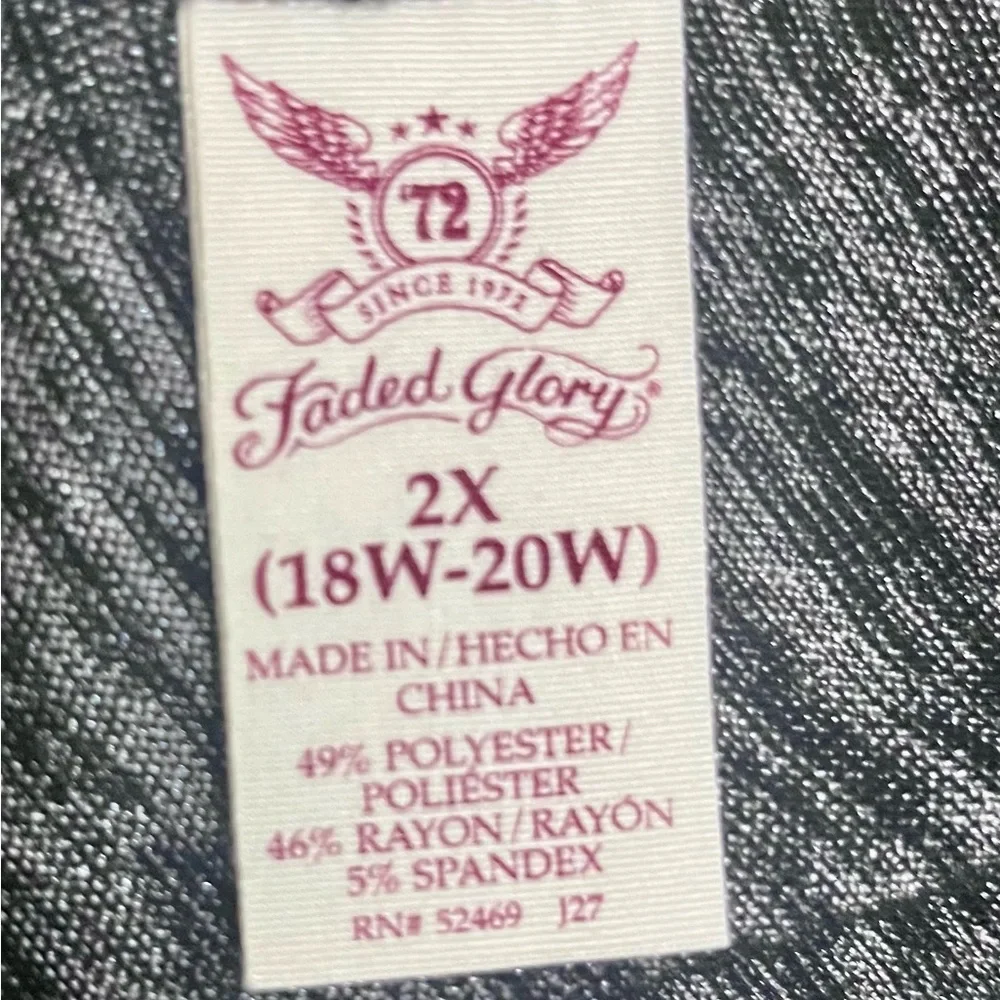 '72
SINCE 1972
Faded Glory®
2X
(18W-20W)
MADE IN/HECHO EN
CHINA
49% POLYESTER/
POLIÉSTER
46% RAYON/RAYÓN
5% SPANDEX
RN# 52469 J27